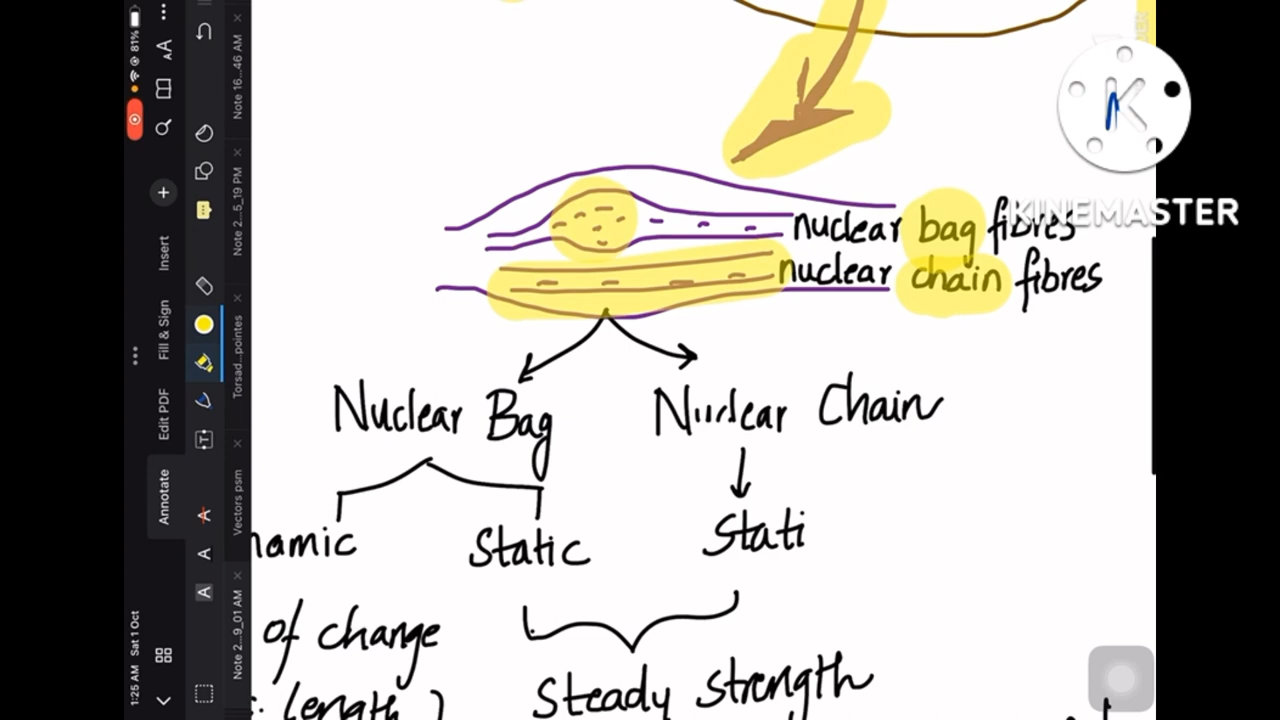 nuclear bag fibres
nuclear chain fibres
Nuclear Bag
Nuclear Chain
namic
Static
Stati
of change
Steady strength
length)
KINEMASTER
81%
AA
Insert
Fill & Sign
Edit PDF
Annotate
1:25 AM Sat 1 Oct
T
A
A
A
Note 16...46 AM
Note 2...5_19 PM
Torsad...pointes
Vectors psm
Note 2...9_01 AM